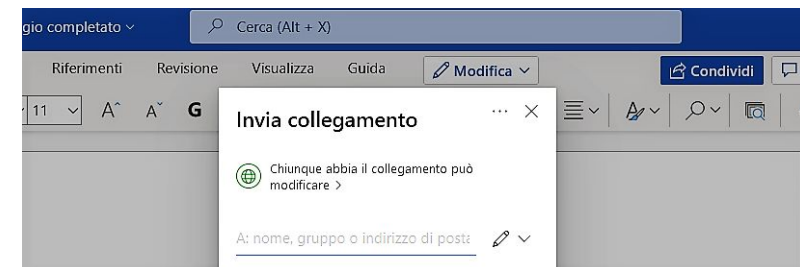 gio completato
Cerca (Alt + X)
Riferimenti Revisione Visualizza Guida Modifica Condividi
11 A A G
Invia collegamento
Chiunque abbia il collegamento può
modificare >
A: nome, gruppo o indirizzo di posta